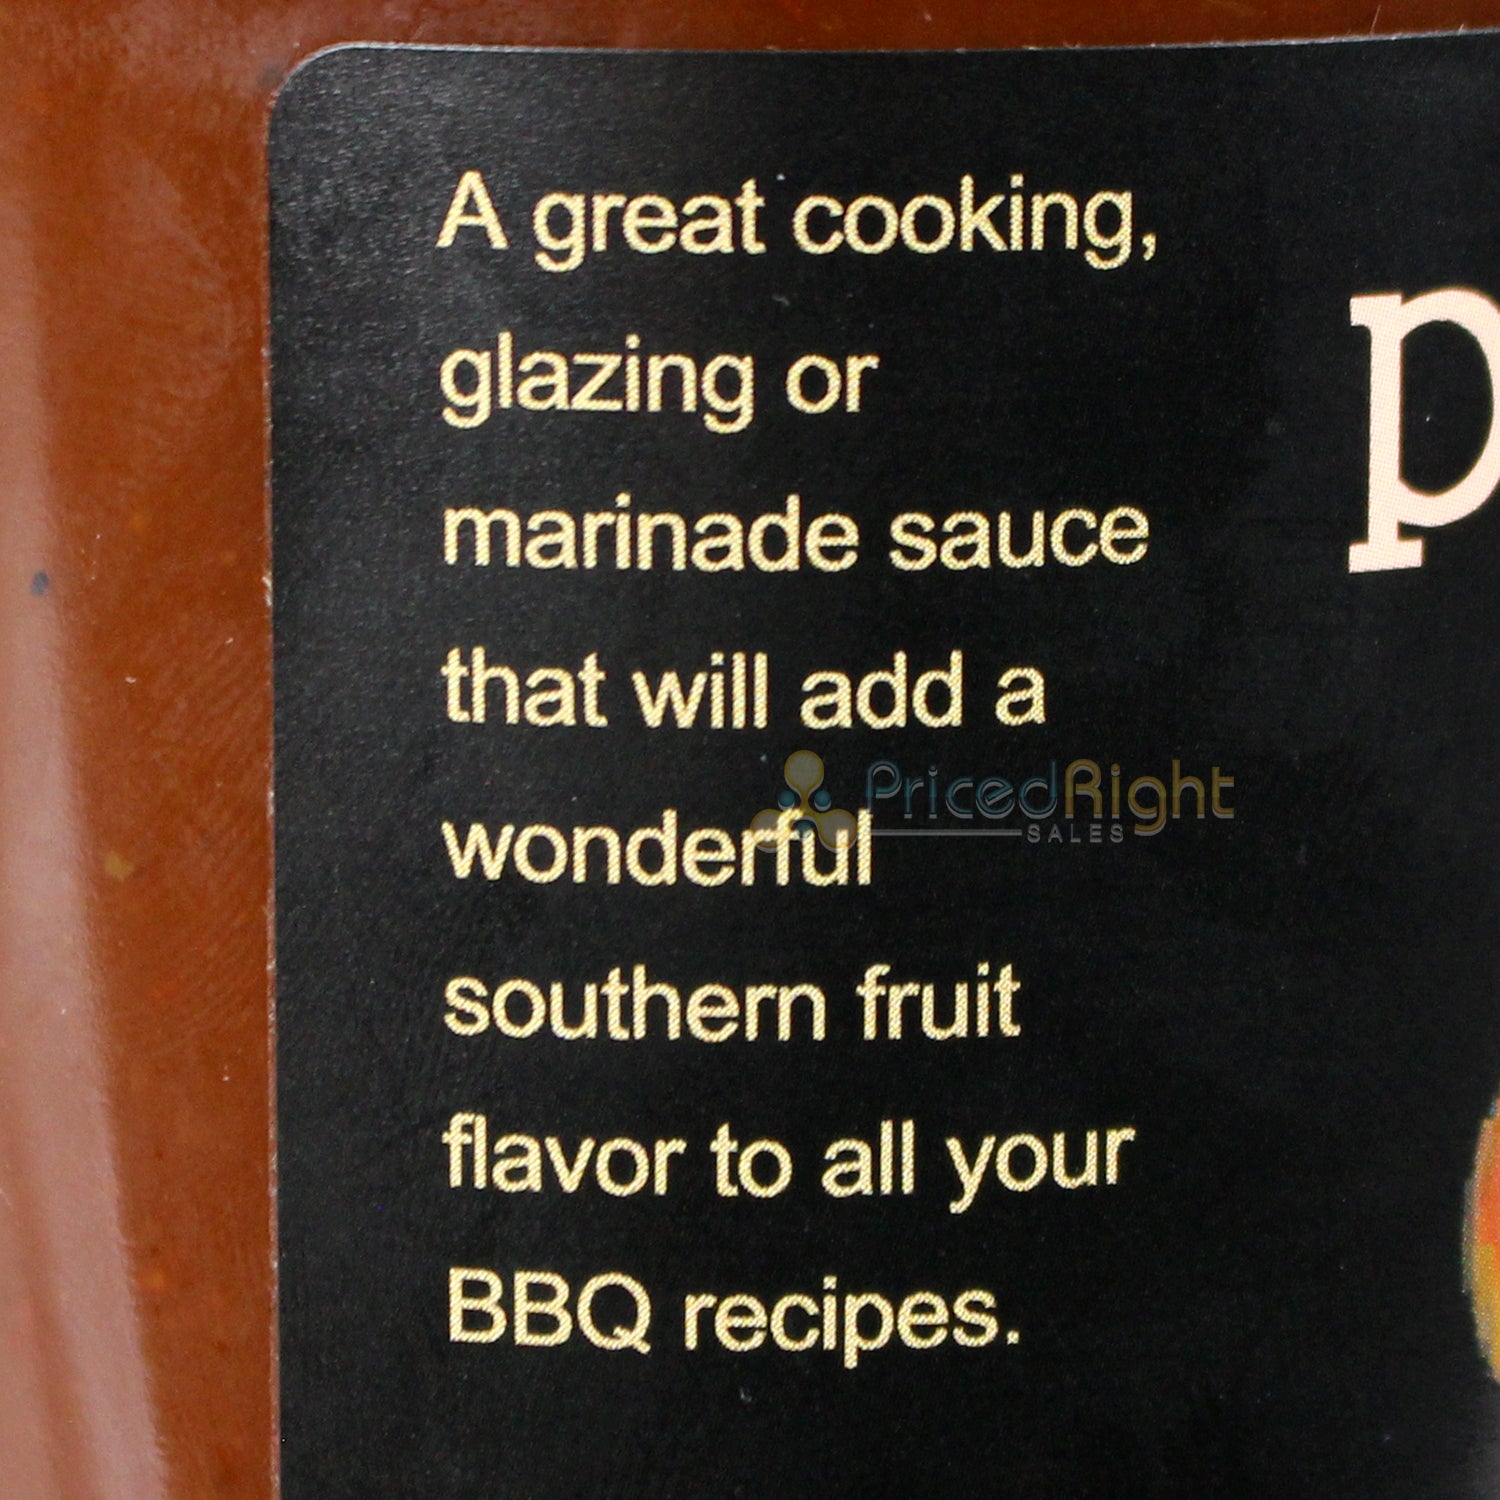 A great cooking,
glazing or
marinade sauce
that will add a
wonderful
southern fruit
flavor to all your
BBQ recipes.
p
PricedRight
SALES